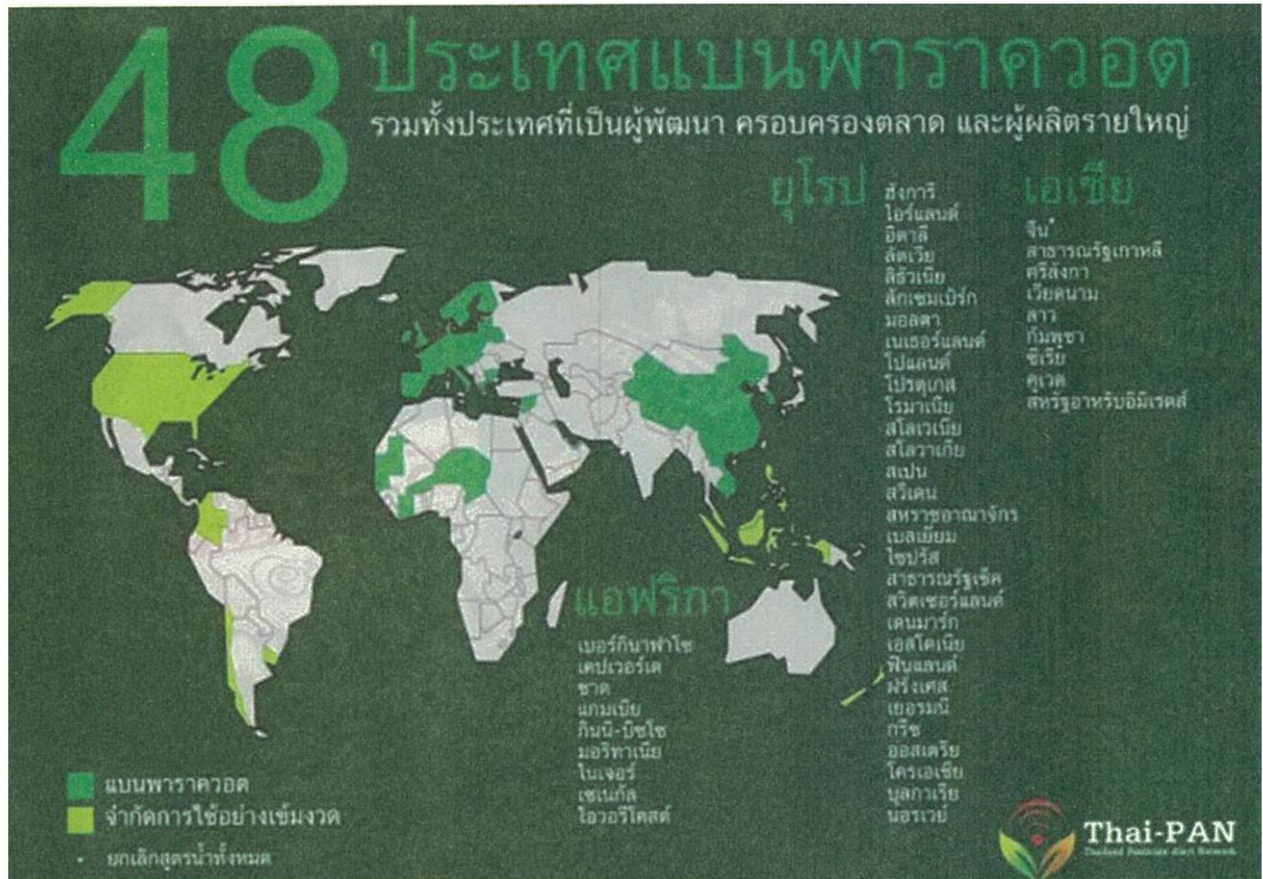 48 ประเทศแบนพาราควอต
รวมทั้งประเทศที่เป็นผู้พัฒนา ครอบครองตลาด และผู้ผลิตรายใหญ่
ยุโรป
ฮังการี
ไอร์แลนด์
อิตาลี
ลัตเวีย
ลิธัวเนีย
ลักเซมเบิร์ก
มอลตา
เนเธอร์แลนด์
โปแลนด์
โปรตุเกส
โรมาเนีย
สโลเวเนีย
สโลวาเกีย
สเปน
สวีเดน
สหราชอาณาจักร
เบลเยียม
ไซปรัส
สาธารณรัฐเช็ค
สวิตเซอร์แลนด์
เดนมาร์ก
เอสโตเนีย
ฟินแลนด์
ฝรั่งเศส
เยอรมนี
กรีซ
ออสเตรีย
โครเอเชีย
บุลกาเรีย
นอรเวย์
เอเชีย
จีน*
สาธารณรัฐเกาหลี
ศรีลังกา
เวียดนาม
ลาว
กัมพูชา
ซีเรีย
คูเวต
สหรัฐอาหรับอิมิเรตส์
แอฟริกา
เบอร์กินาฟาโซ
เคปเวอร์เด
ชาด
แกมเบีย
กินนี-บิซโซ
มอริทาเนีย
ไนเจอร์
เซเนกัล
ไอวอรีโคสต์
แบนพาราควอต
จำกัดการใช้อย่างเข้มงวด
* ยกเลิกสูตรน้ำทั้งหมด
Thai-PAN
Thailand Pesticide Alert Network